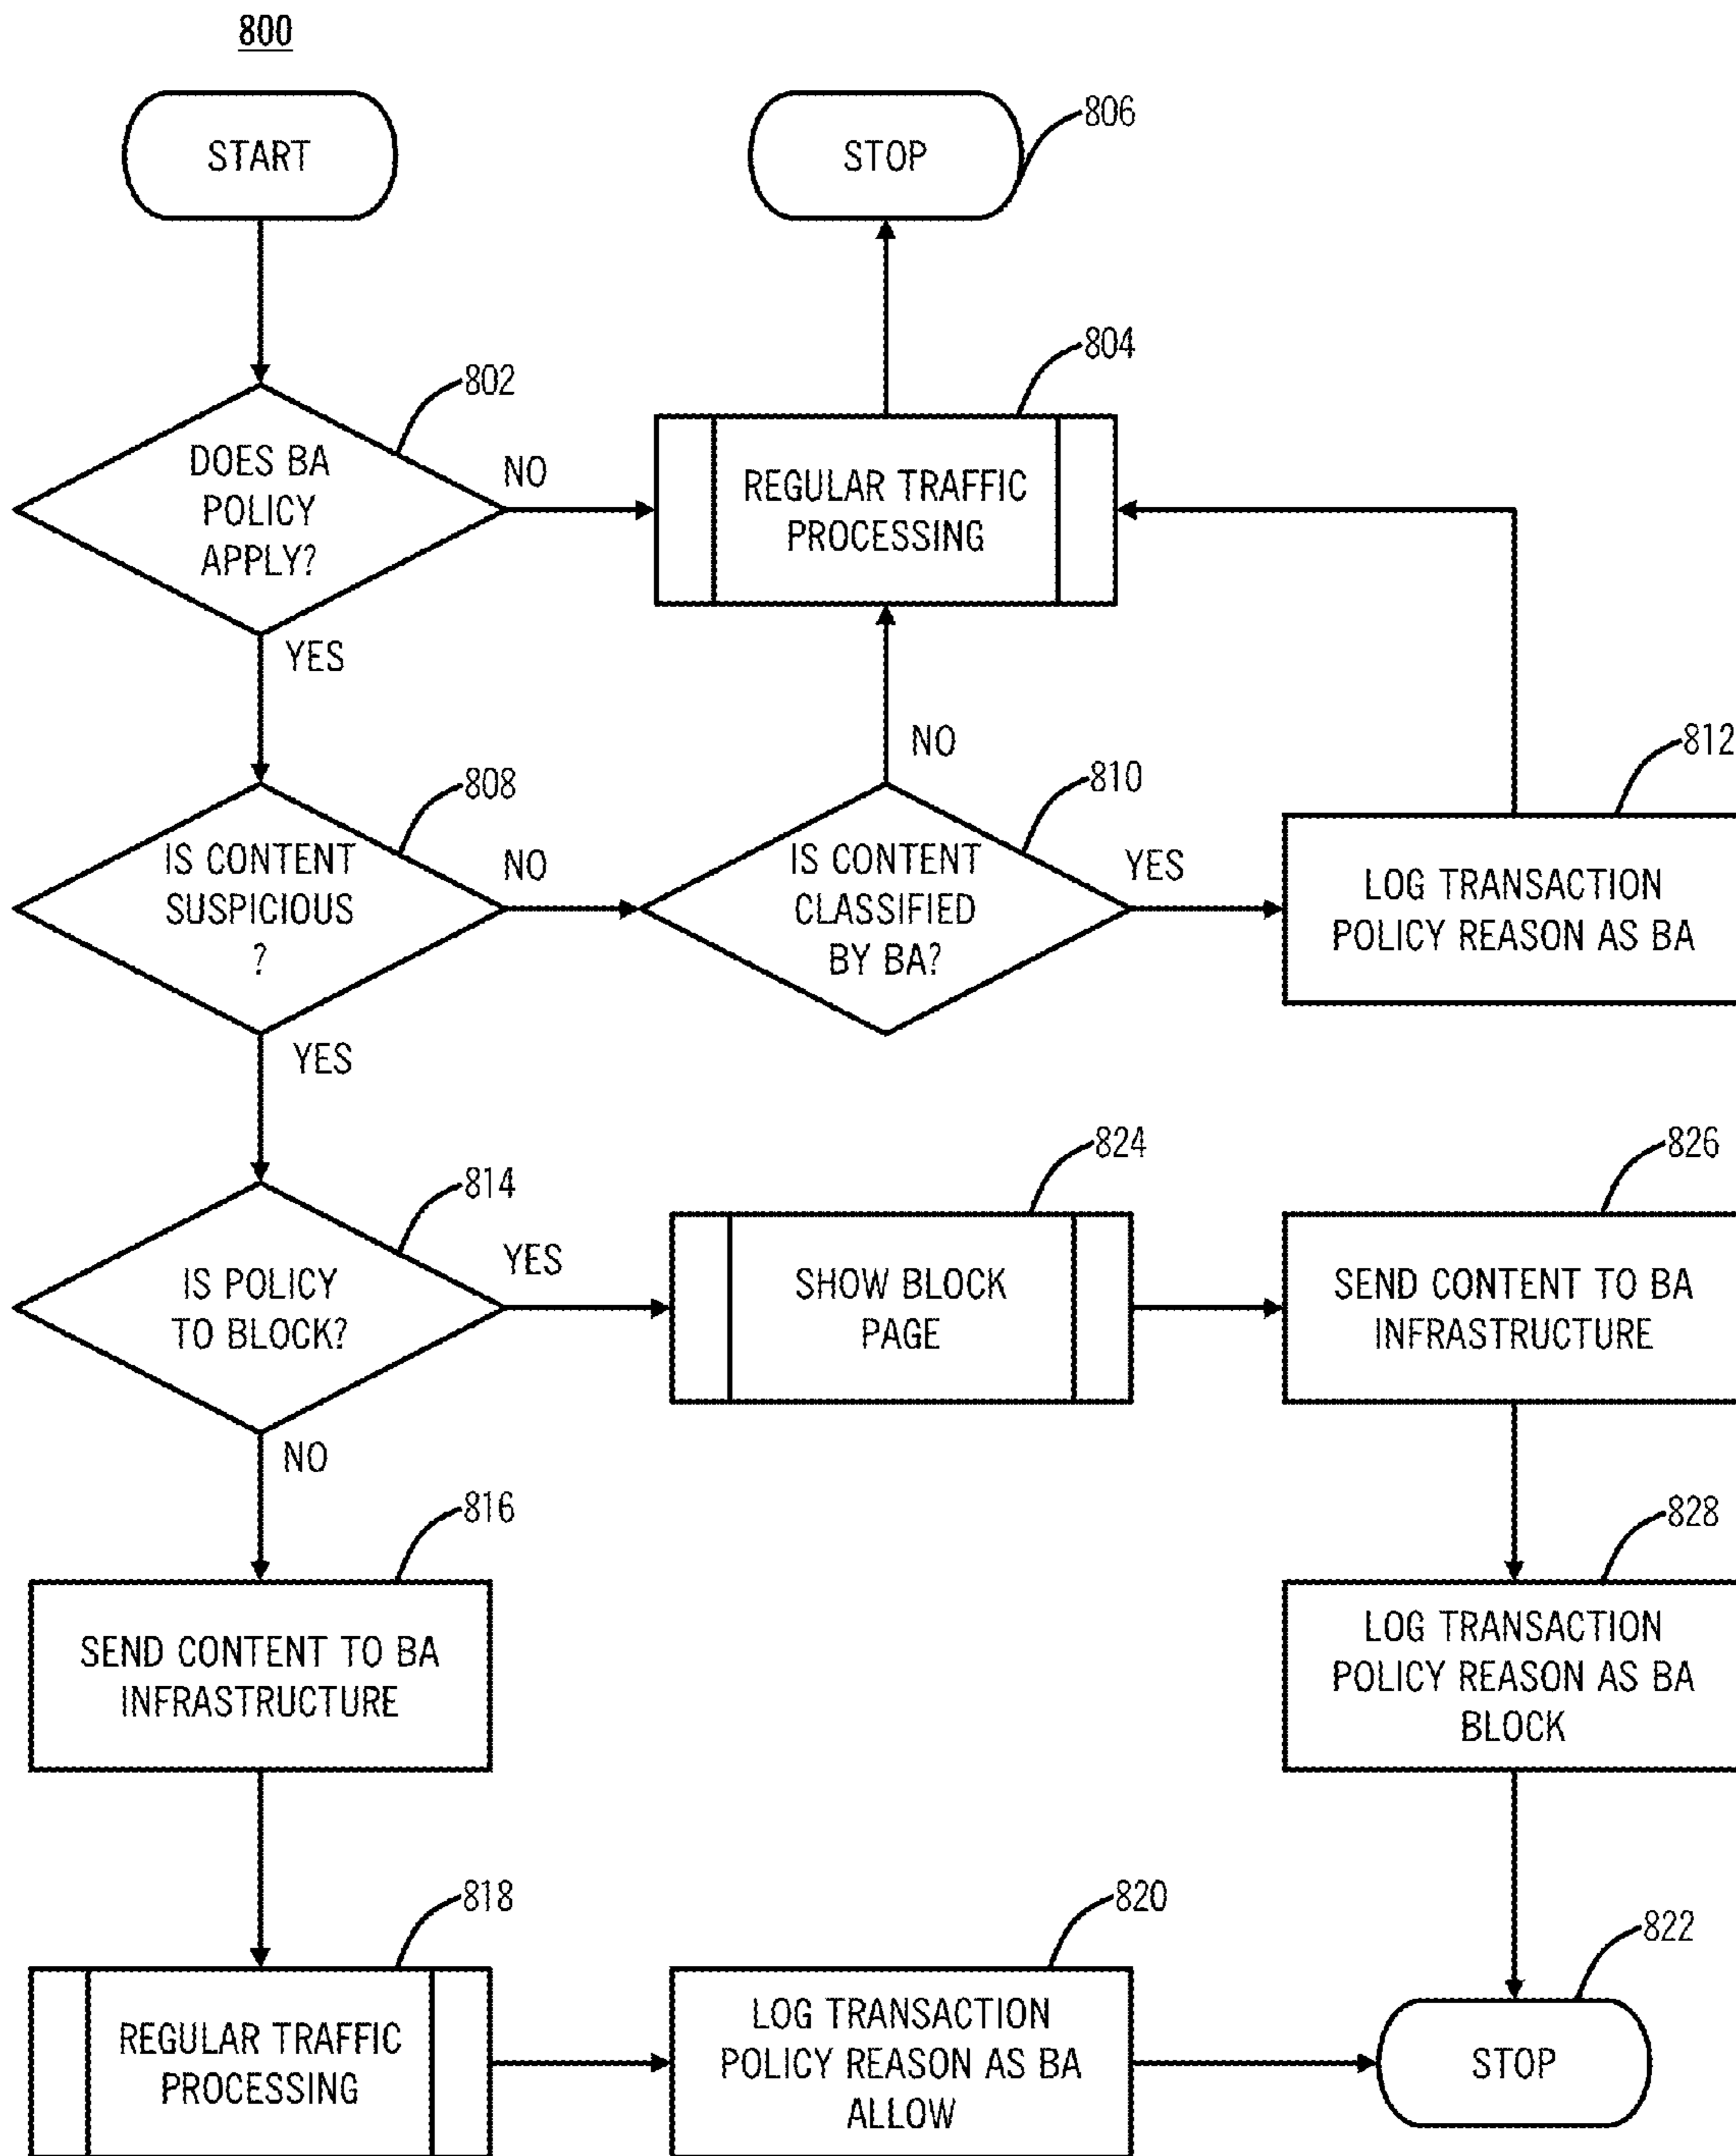 800
START
STOP
806
802
DOES BA
POLICY
APPLY?
NO
804
REGULAR TRAFFIC
PROCESSING
YES
808
IS CONTENT
SUSPICIOUS
?
NO
NO
810
IS CONTENT
CLASSIFIED
BY BA?
YES
812
LOG TRANSACTION
POLICY REASON AS BA
YES
814
IS POLICY
TO BLOCK?
YES
824
SHOW BLOCK
PAGE
826
SEND CONTENT TO BA
INFRASTRUCTURE
NO
816
SEND CONTENT TO BA
INFRASTRUCTURE
828
LOG TRANSACTION
POLICY REASON AS BA
BLOCK
818
REGULAR TRAFFIC
PROCESSING
820
LOG TRANSACTION
POLICY REASON AS BA
ALLOW
822
STOP